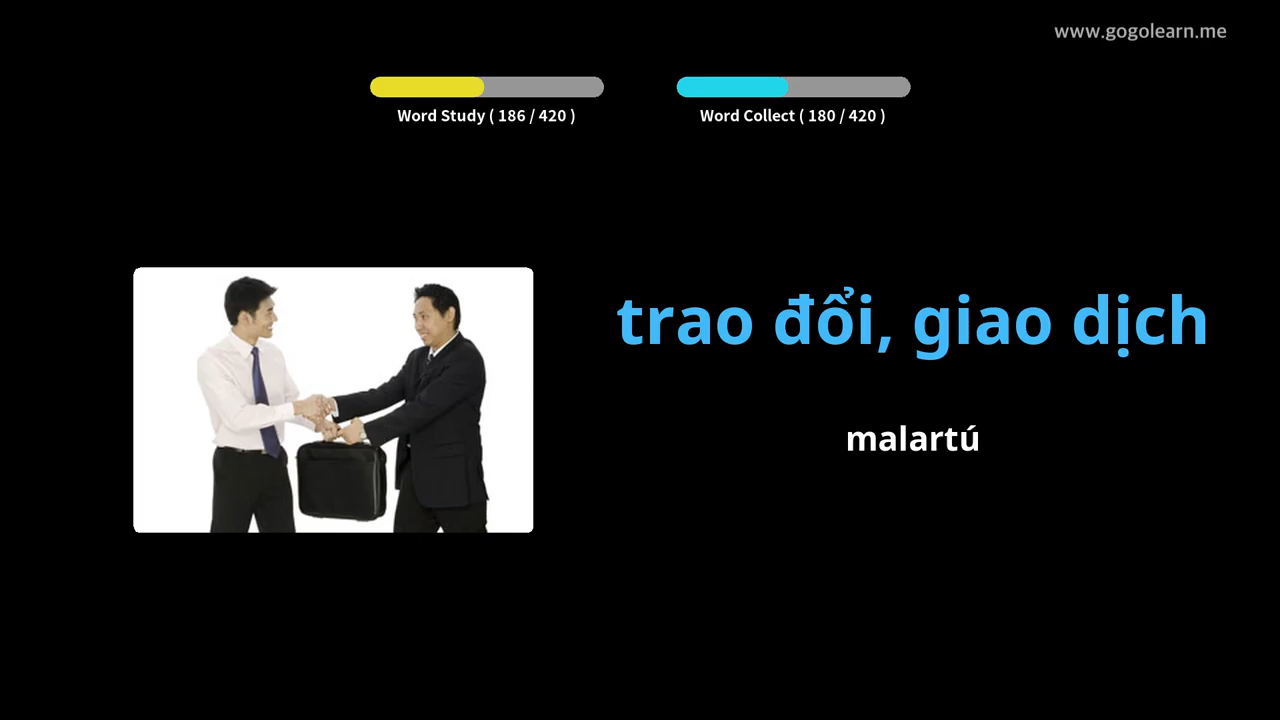 www.gogolearn.me
Word Study ( 186 / 420 )
Word Collect ( 180 / 420 )
trao đổi, giao dịch
malartú